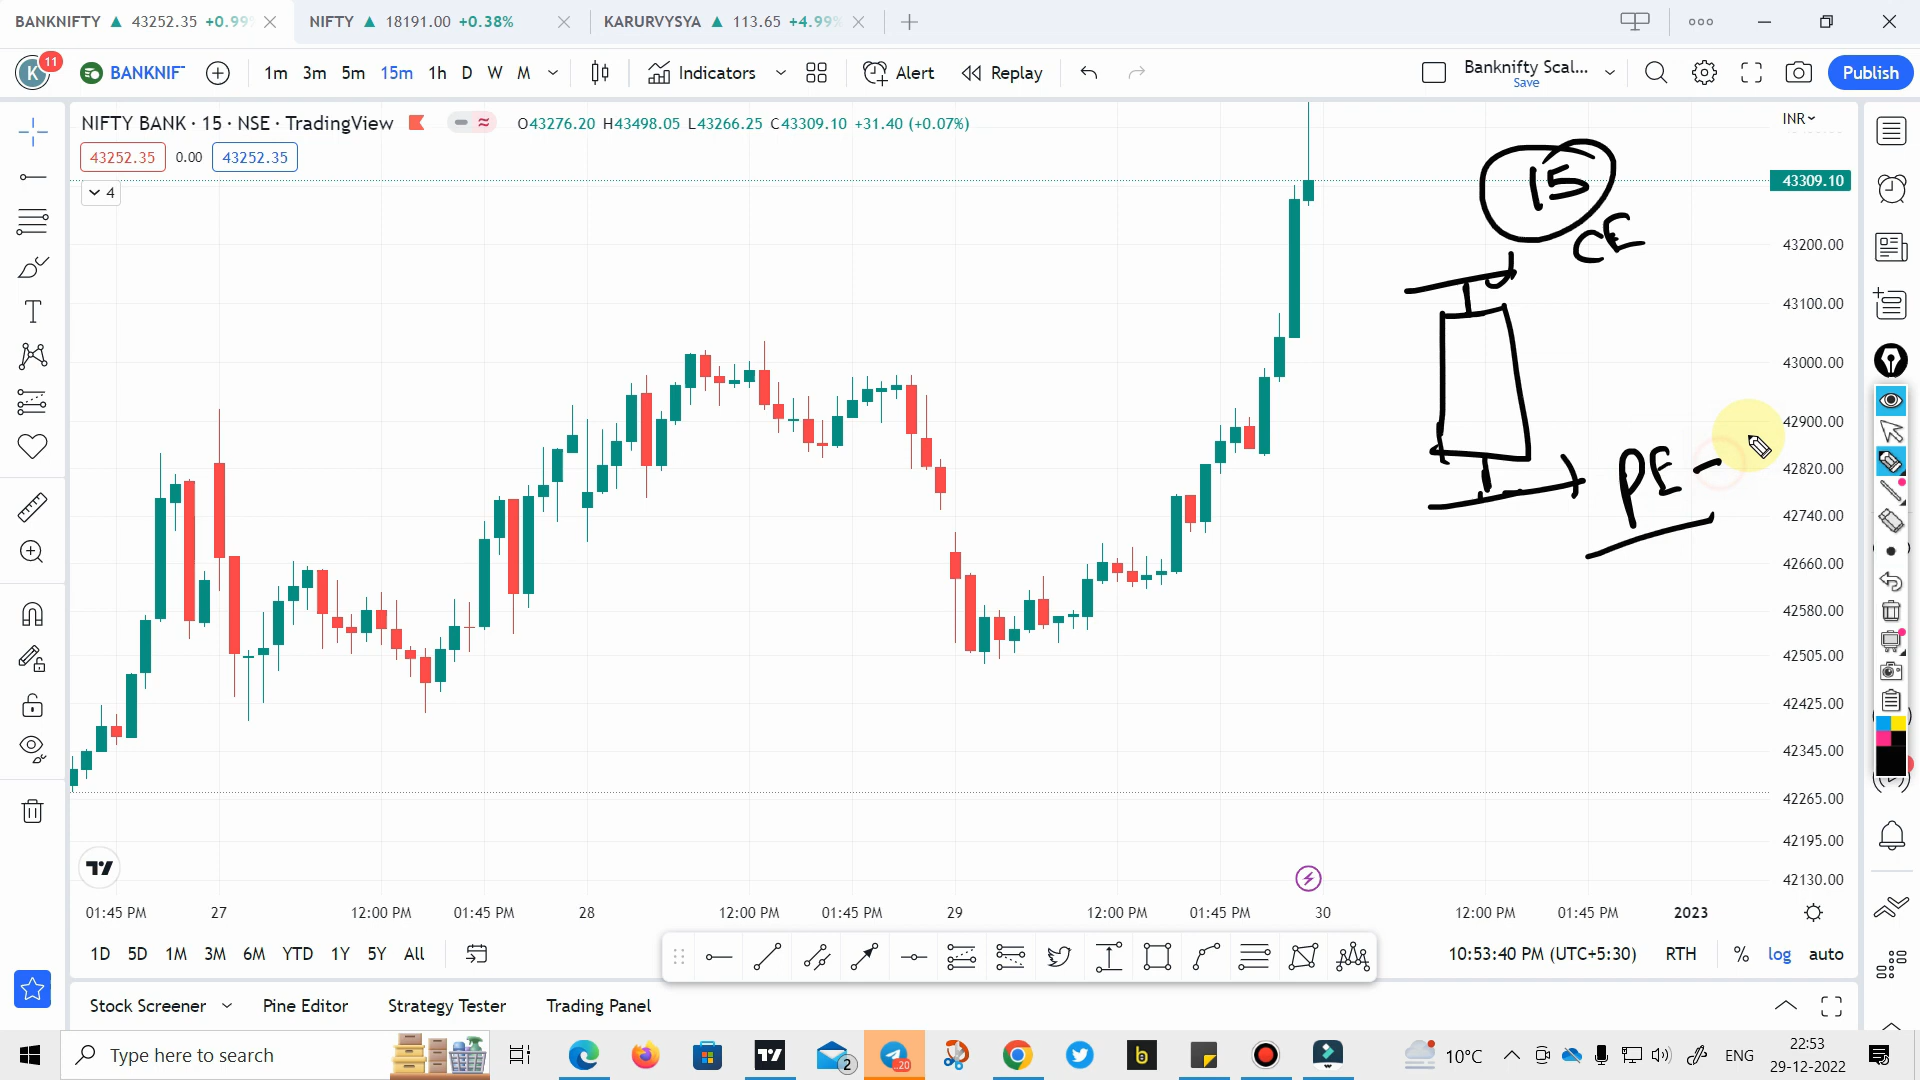 BANKNIFTY ▲ 43252.35 +0.99 NIFTY ▲ 18191.00 +0.38% KARURVYSYA ▲ 113.65 +4.99%
K 11 BANKNIF 1m 3m 5m 15m 1h D W M Indicators Alert Replay Banknifty Scal... Save Publish
NIFTY BANK · 15 · NSE · TradingView O43276.20 H43498.05 L43266.25 C43309.10 +31.40 (+0.07%) INR
43252.35 0.00 43252.35
4
15
CE
PE -
43309.10
43200.00
43100.00
43000.00
42900.00
42820.00
42740.00
42660.00
42580.00
42505.00
42425.00
42345.00
42265.00
42195.00
42130.00
01:45 PM 27 12:00 PM 01:45 PM 28 12:00 PM 01:45 PM 29 12:00 PM 01:45 PM 30 12:00 PM 01:45 PM 2023
1D 5D 1M 3M 6M YTD 1Y 5Y All 10:53:40 PM (UTC+5:30) RTH % log auto
Stock Screener Pine Editor Strategy Tester Trading Panel
Type here to search 2 20 10°C ENG 22:53
29-12-2022